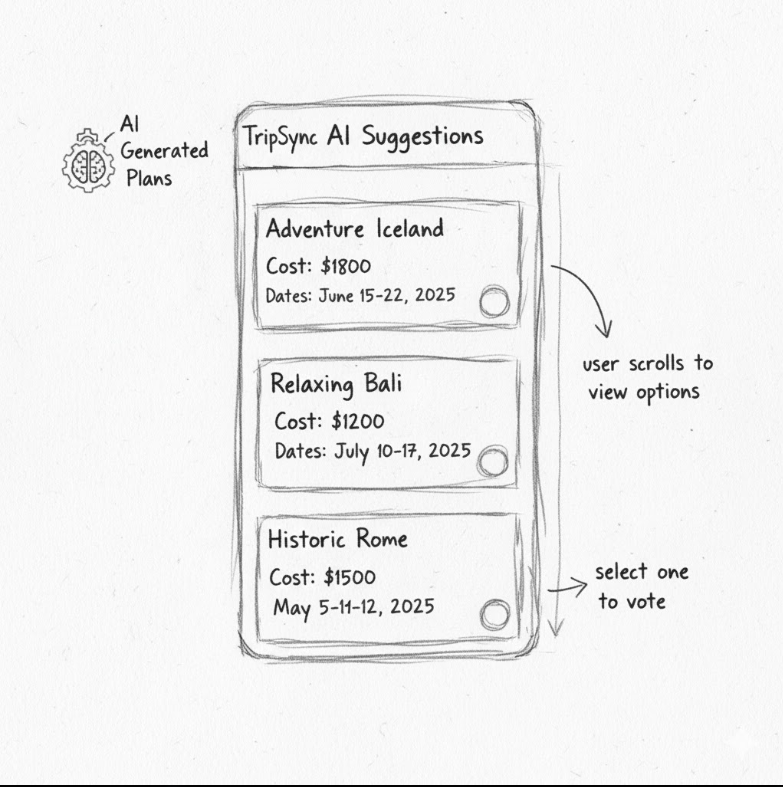 AI
Generated
Plans
TripSync AI Suggestions
Adventure Iceland
Cost: $1800
Dates: June 15-22, 2025
Relaxing Bali
Cost: $1200
Dates: July 10-17, 2025
Historic Rome
Cost: $1500
May 5-11-12, 2025
user scrolls to
view options
select one
to vote